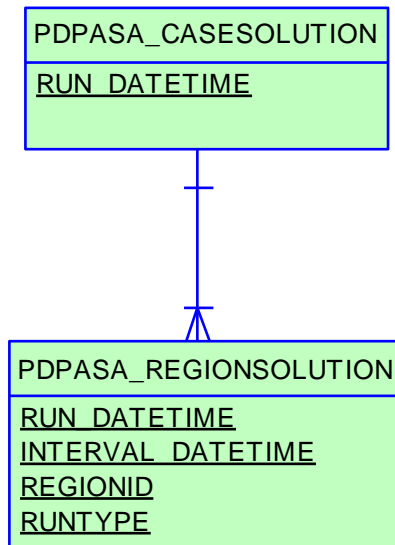 PDPASA_CASESOLUTION
RUN_DATETIME
PDPASA_REGIONSOLUTION
RUN_DATETIME
INTERVAL_DATETIME
REGIONID
RUNTYPE